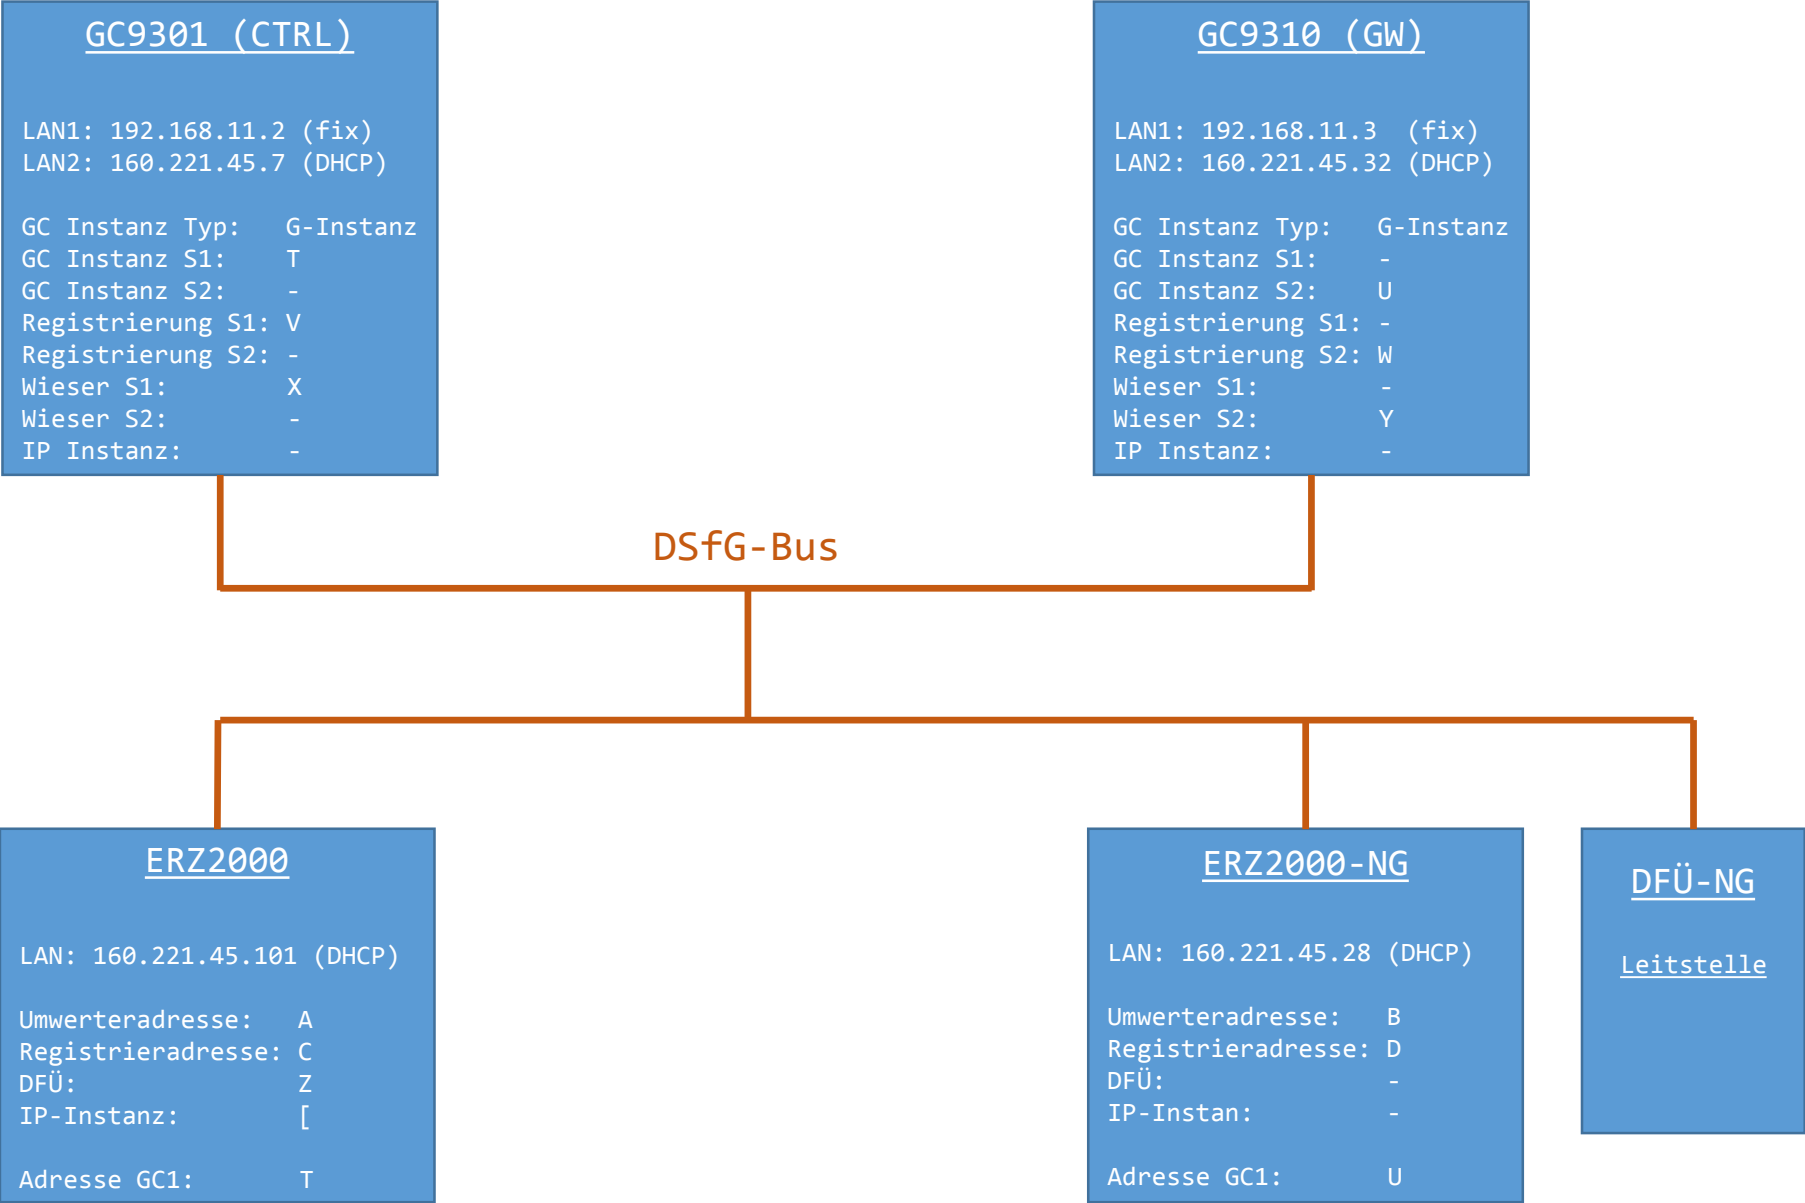 GC9301 (CTRL)
LAN1: 192.168.11.2 (fix)
LAN2: 160.221.45.7 (DHCP)
GC Instanz Typ: G-Instanz
GC Instanz S1: T
GC Instanz S2: -
Registrierung S1: V
Registrierung S2: -
Wieser S1: X
Wieser S2: -
IP Instanz: -
GC9310 (GW)
LAN1: 192.168.11.3 (fix)
LAN2: 160.221.45.32 (DHCP)
GC Instanz Typ: G-Instanz
GC Instanz S1: -
GC Instanz S2: U
Registrierung S1: -
Registrierung S2: W
Wieser S1: -
Wieser S2: Y
IP Instanz: -
DSfG-Bus
ERZ2000
LAN: 160.221.45.101 (DHCP)
Umwerteradresse: A
Registrieradresse: C
DFÜ: Z
IP-Instanz: [
Adresse GC1: T
ERZ2000-NG
LAN: 160.221.45.28 (DHCP)
Umwerteradresse: B
Registrieradresse: D
DFÜ: -
IP-Instan: -
Adresse GC1: U
DFÜ-NG
Leitstelle